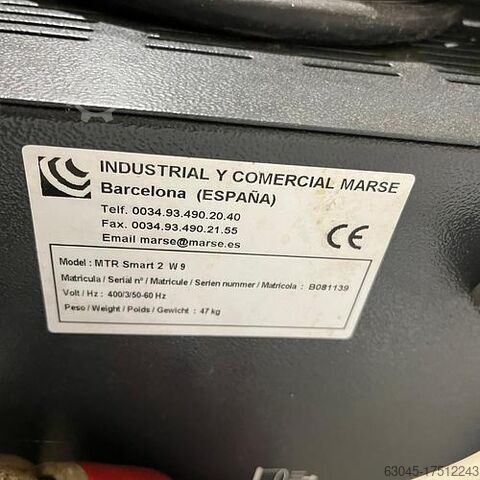 INDUSTRIAL Y COMERCIAL MARSE
Barcelona (ESPAÑA)
Telf. 0034.93.490.20.40
Fax. 0034.93.490.21.55
Email marse@marse.es
CE
Model : MTR Smart 2 W 9
Matricula / Serial nº / Matricule / Serien nummer / Matricola : B081139
Volt / Hz : 400/3/50-60 Hz
Peso / Weight / Poids / Gewicht : 47 kg
63045-17512243